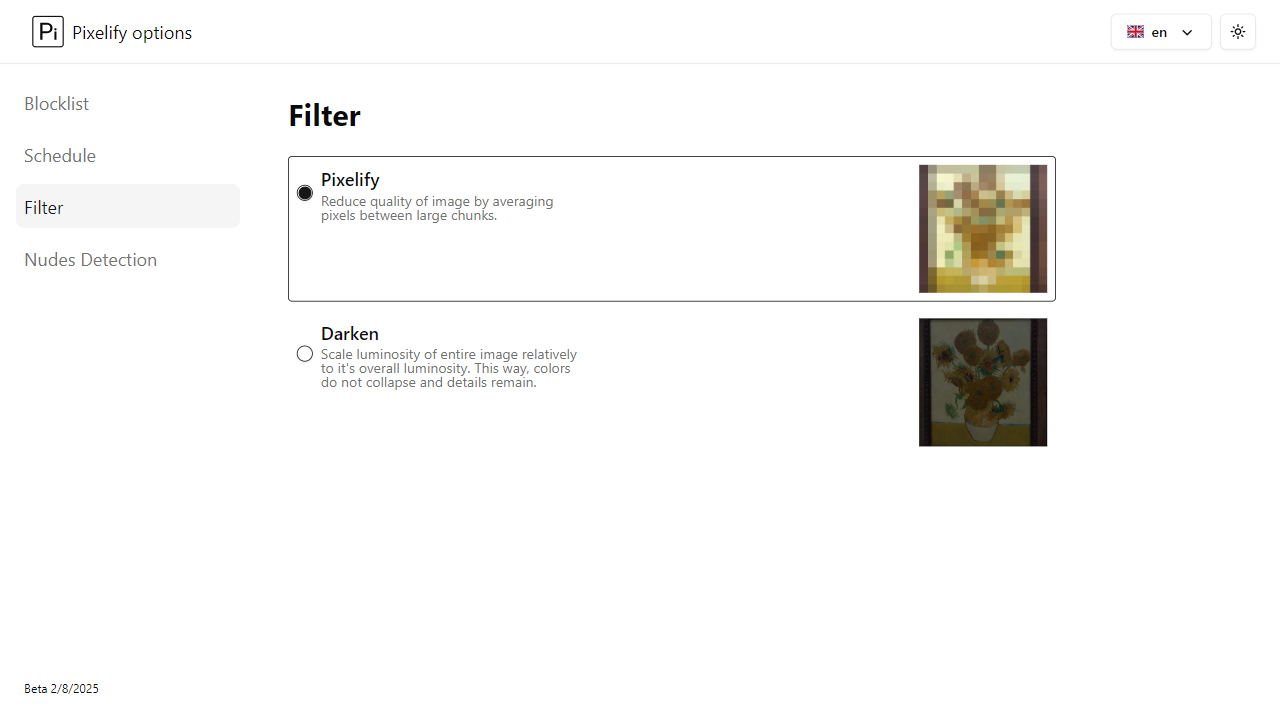 Pi Pixelify options
en
Blocklist
Schedule
Filter
Nudes Detection
Filter
Pixelify
Reduce quality of image by averaging
pixels between large chunks.
Darken
Scale luminosity of entire image relatively
to it's overall luminosity. This way, colors
do not collapse and details remain.
Beta 2/8/2025